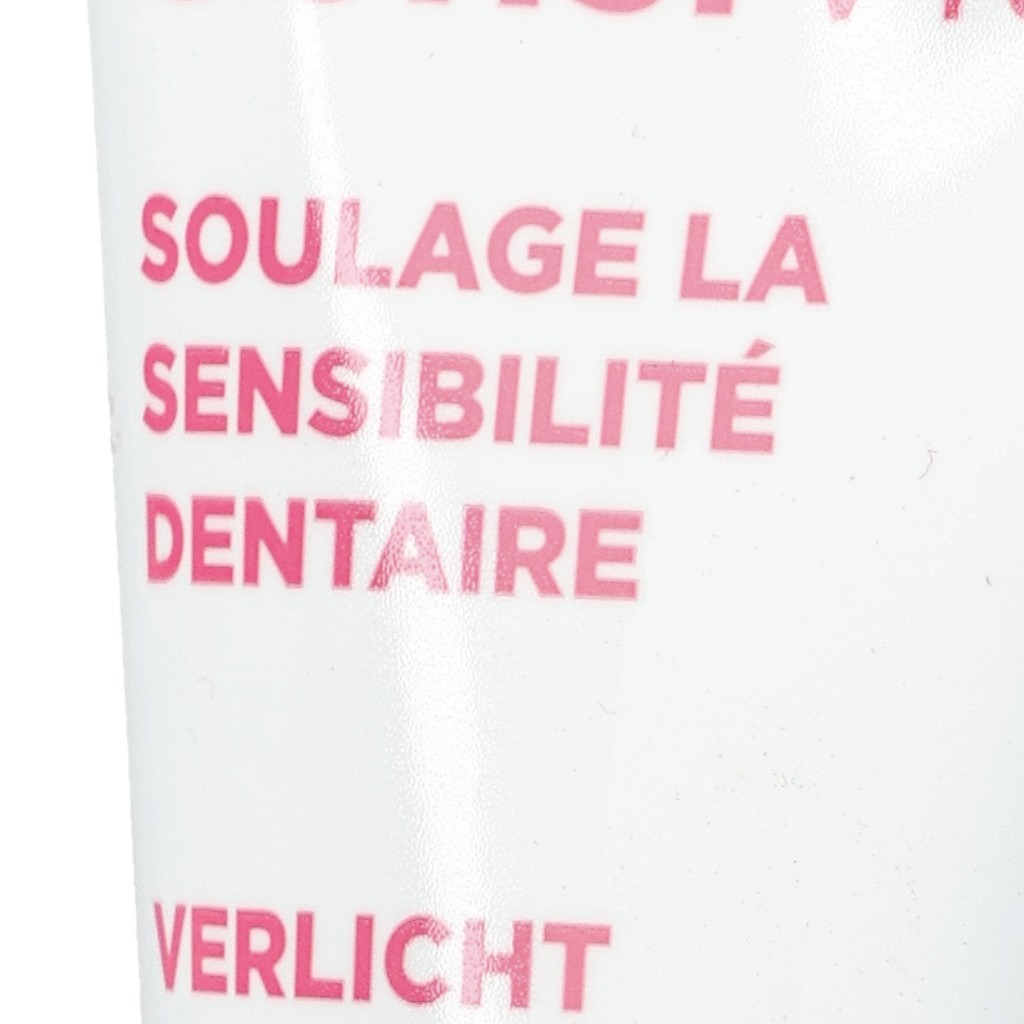 SOULAGE LA
SENSIBILITÉ
DENTAIRE
VERLICHT